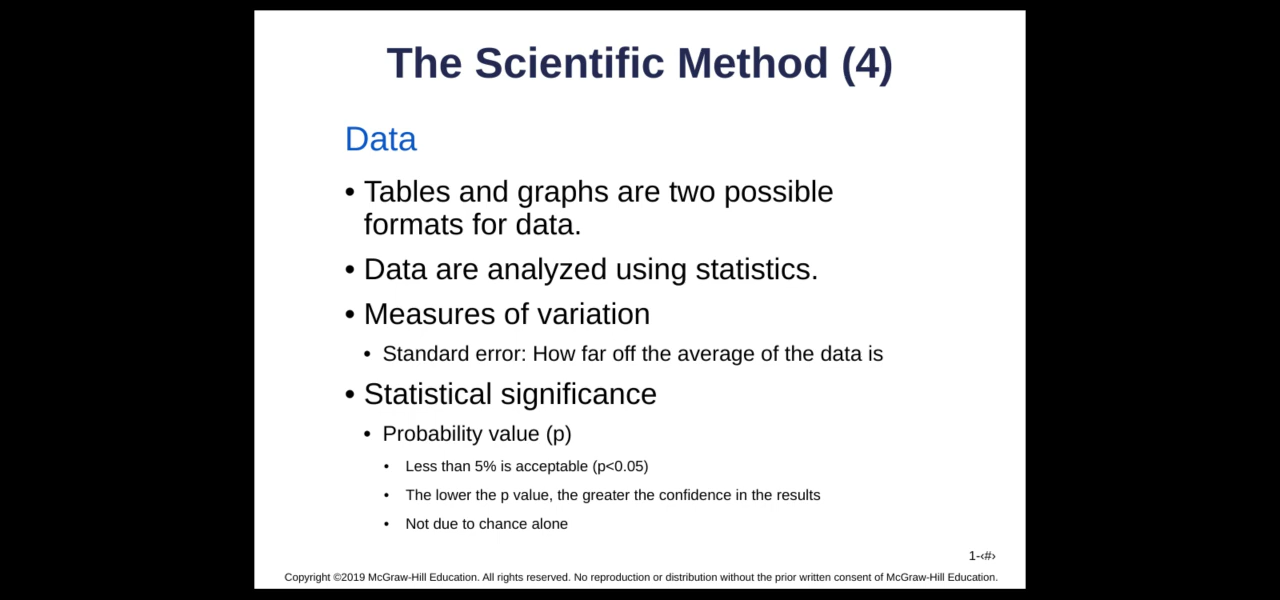 The Scientific Method (4)
Data
• Tables and graphs are two possible
formats for data.
• Data are analyzed using statistics.
• Measures of variation
• Standard error: How far off the average of the data is
• Statistical significance
• Probability value (p)
• Less than 5% is acceptable (p<0.05)
• The lower the p value, the greater the confidence in the results
• Not due to chance alone
1-‹#›
Copyright ©2019 McGraw-Hill Education. All rights reserved. No reproduction or distribution without the prior written consent of McGraw-Hill Education.